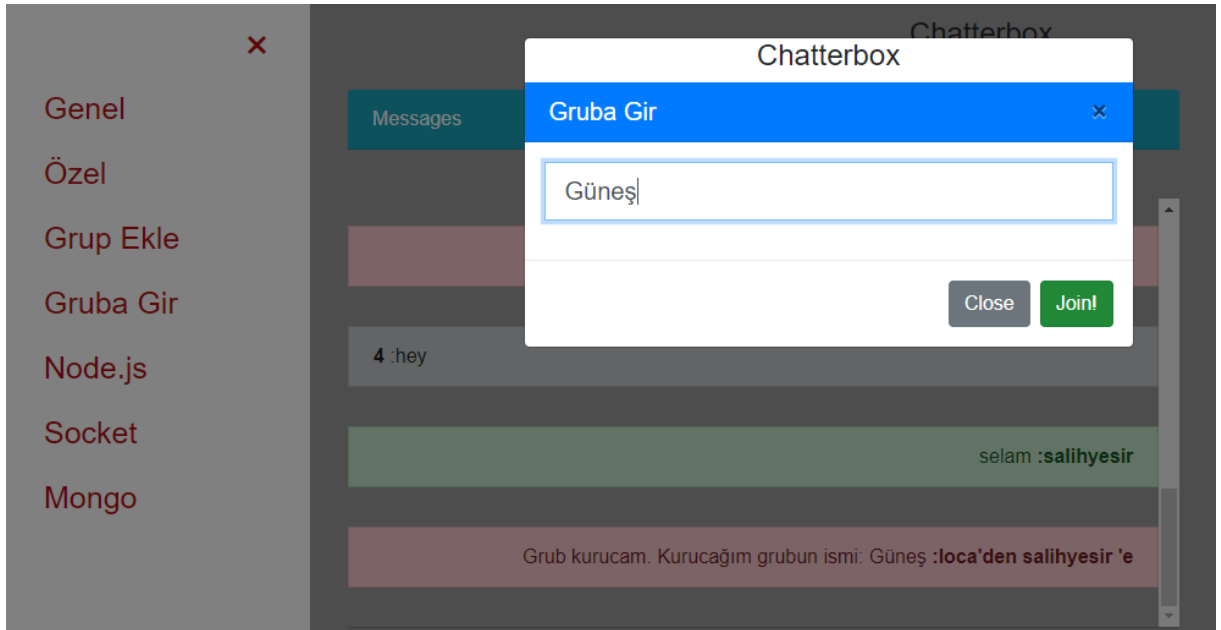 ×
Genel
Özel
Grup Ekle
Gruba Gir
Node.js
Socket
Mongo
Chatterbox
Messages
Chatterbox
Gruba Gir ×
Güneş
Close Join!
4 :hey
selam :salihyesir
Grub kurucam. Kurucağım grubun ismi: Güneş :loca'den salihyesir 'e